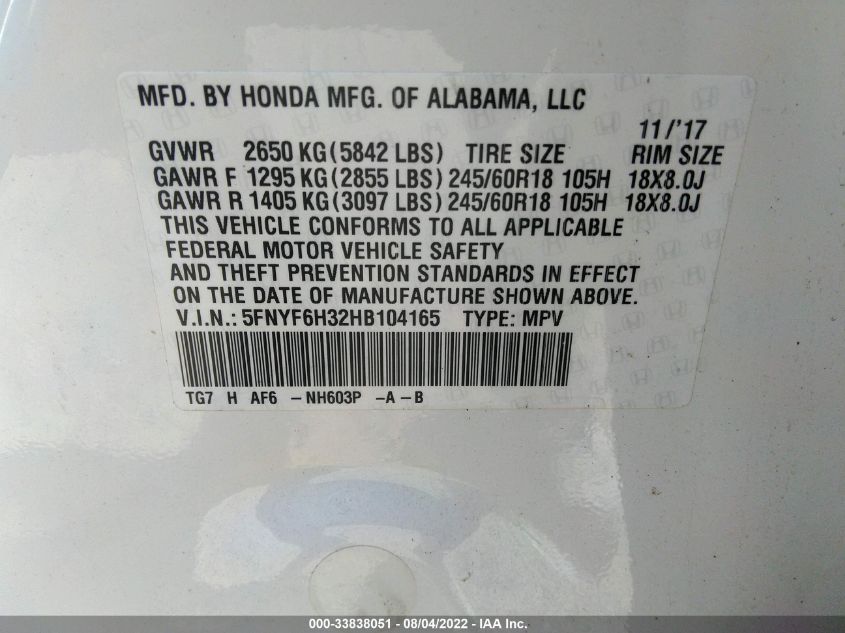 MFD. BY HONDA MFG. OF ALABAMA, LLC
11/'17
GVWR 2650 KG (5842 LBS) TIRE SIZE RIM SIZE
GAWR F 1295 KG (2855 LBS) 245/60R18 105H 18X8.0J
GAWR R 1405 KG (3097 LBS) 245/60R18 105H 18X8.0J
THIS VEHICLE CONFORMS TO ALL APPLICABLE
FEDERAL MOTOR VEHICLE SAFETY
AND THEFT PREVENTION STANDARDS IN EFFECT
ON THE DATE OF MANUFACTURE SHOWN ABOVE.
V.I.N.: 5FNYF6H32HB104165 TYPE: MPV
TG7 H AF6 - NH603P -A-B
000-33838051 - 08/04/2022 - IAA Inc.